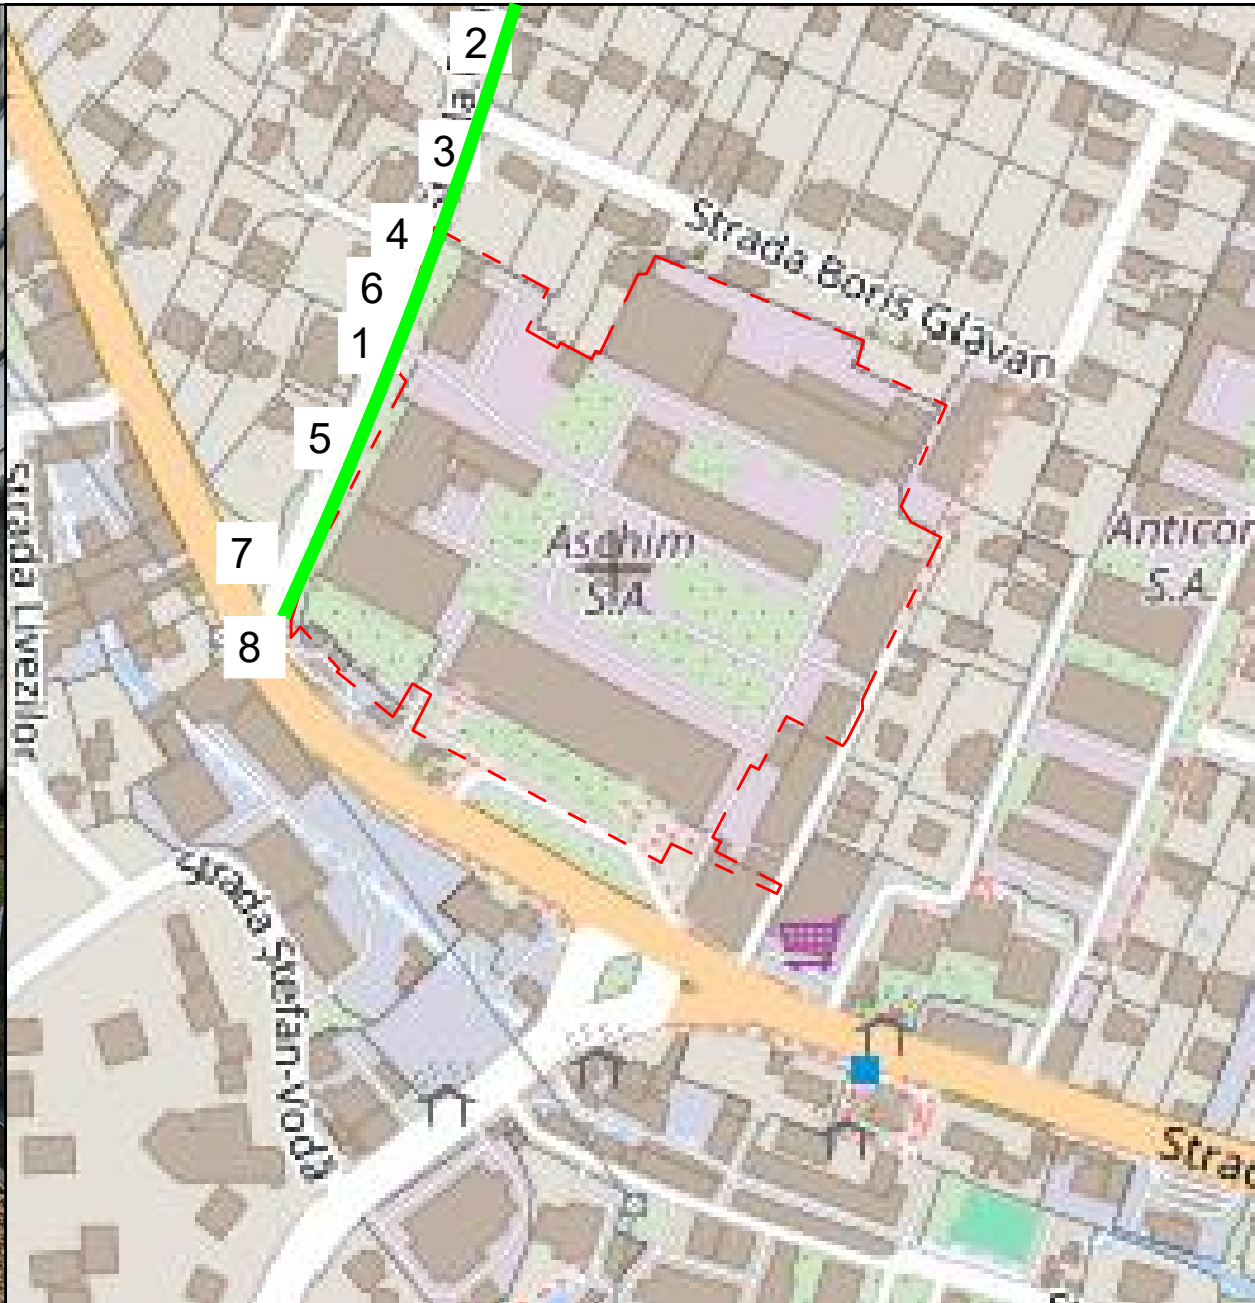 2
3
4
6
1
5
7
8
Strada Boris Glavan
Aschim
S.A.
Anticor
S.A.
Strada Livezilor
Strada Ștefan-Vodă
Strad